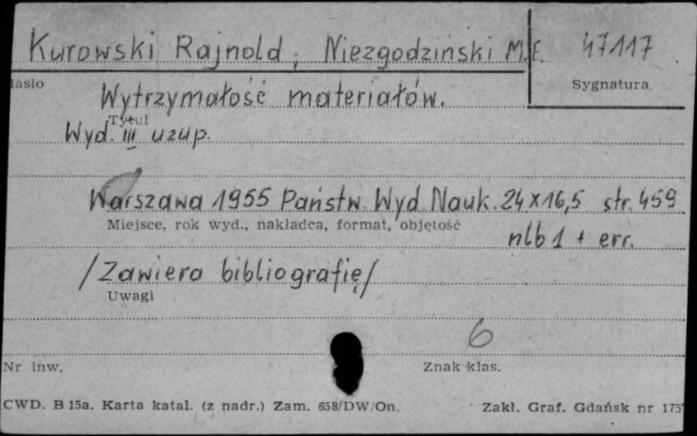 Kurowski Rajnold, Niezgodziński M.E. 47117
Hasło Sygnatura
Wytrzymałość materiałów.
Tytuł
Wyd. III uzup.
Warszawa 1955 Państw. Wyd. Nauk. 24 x 16,5 str. 459
Miejsce, rok wyd., nakładca, format, objętość
nlb 1 + err.
/Zawiera bibliografię/
Uwagi
6
Nr inw. Znak klas.
CWD. B 15a. Karta katal. (z nadr.) Zam. 658/DW/On. Zakł. Graf. Gdańsk nr 175